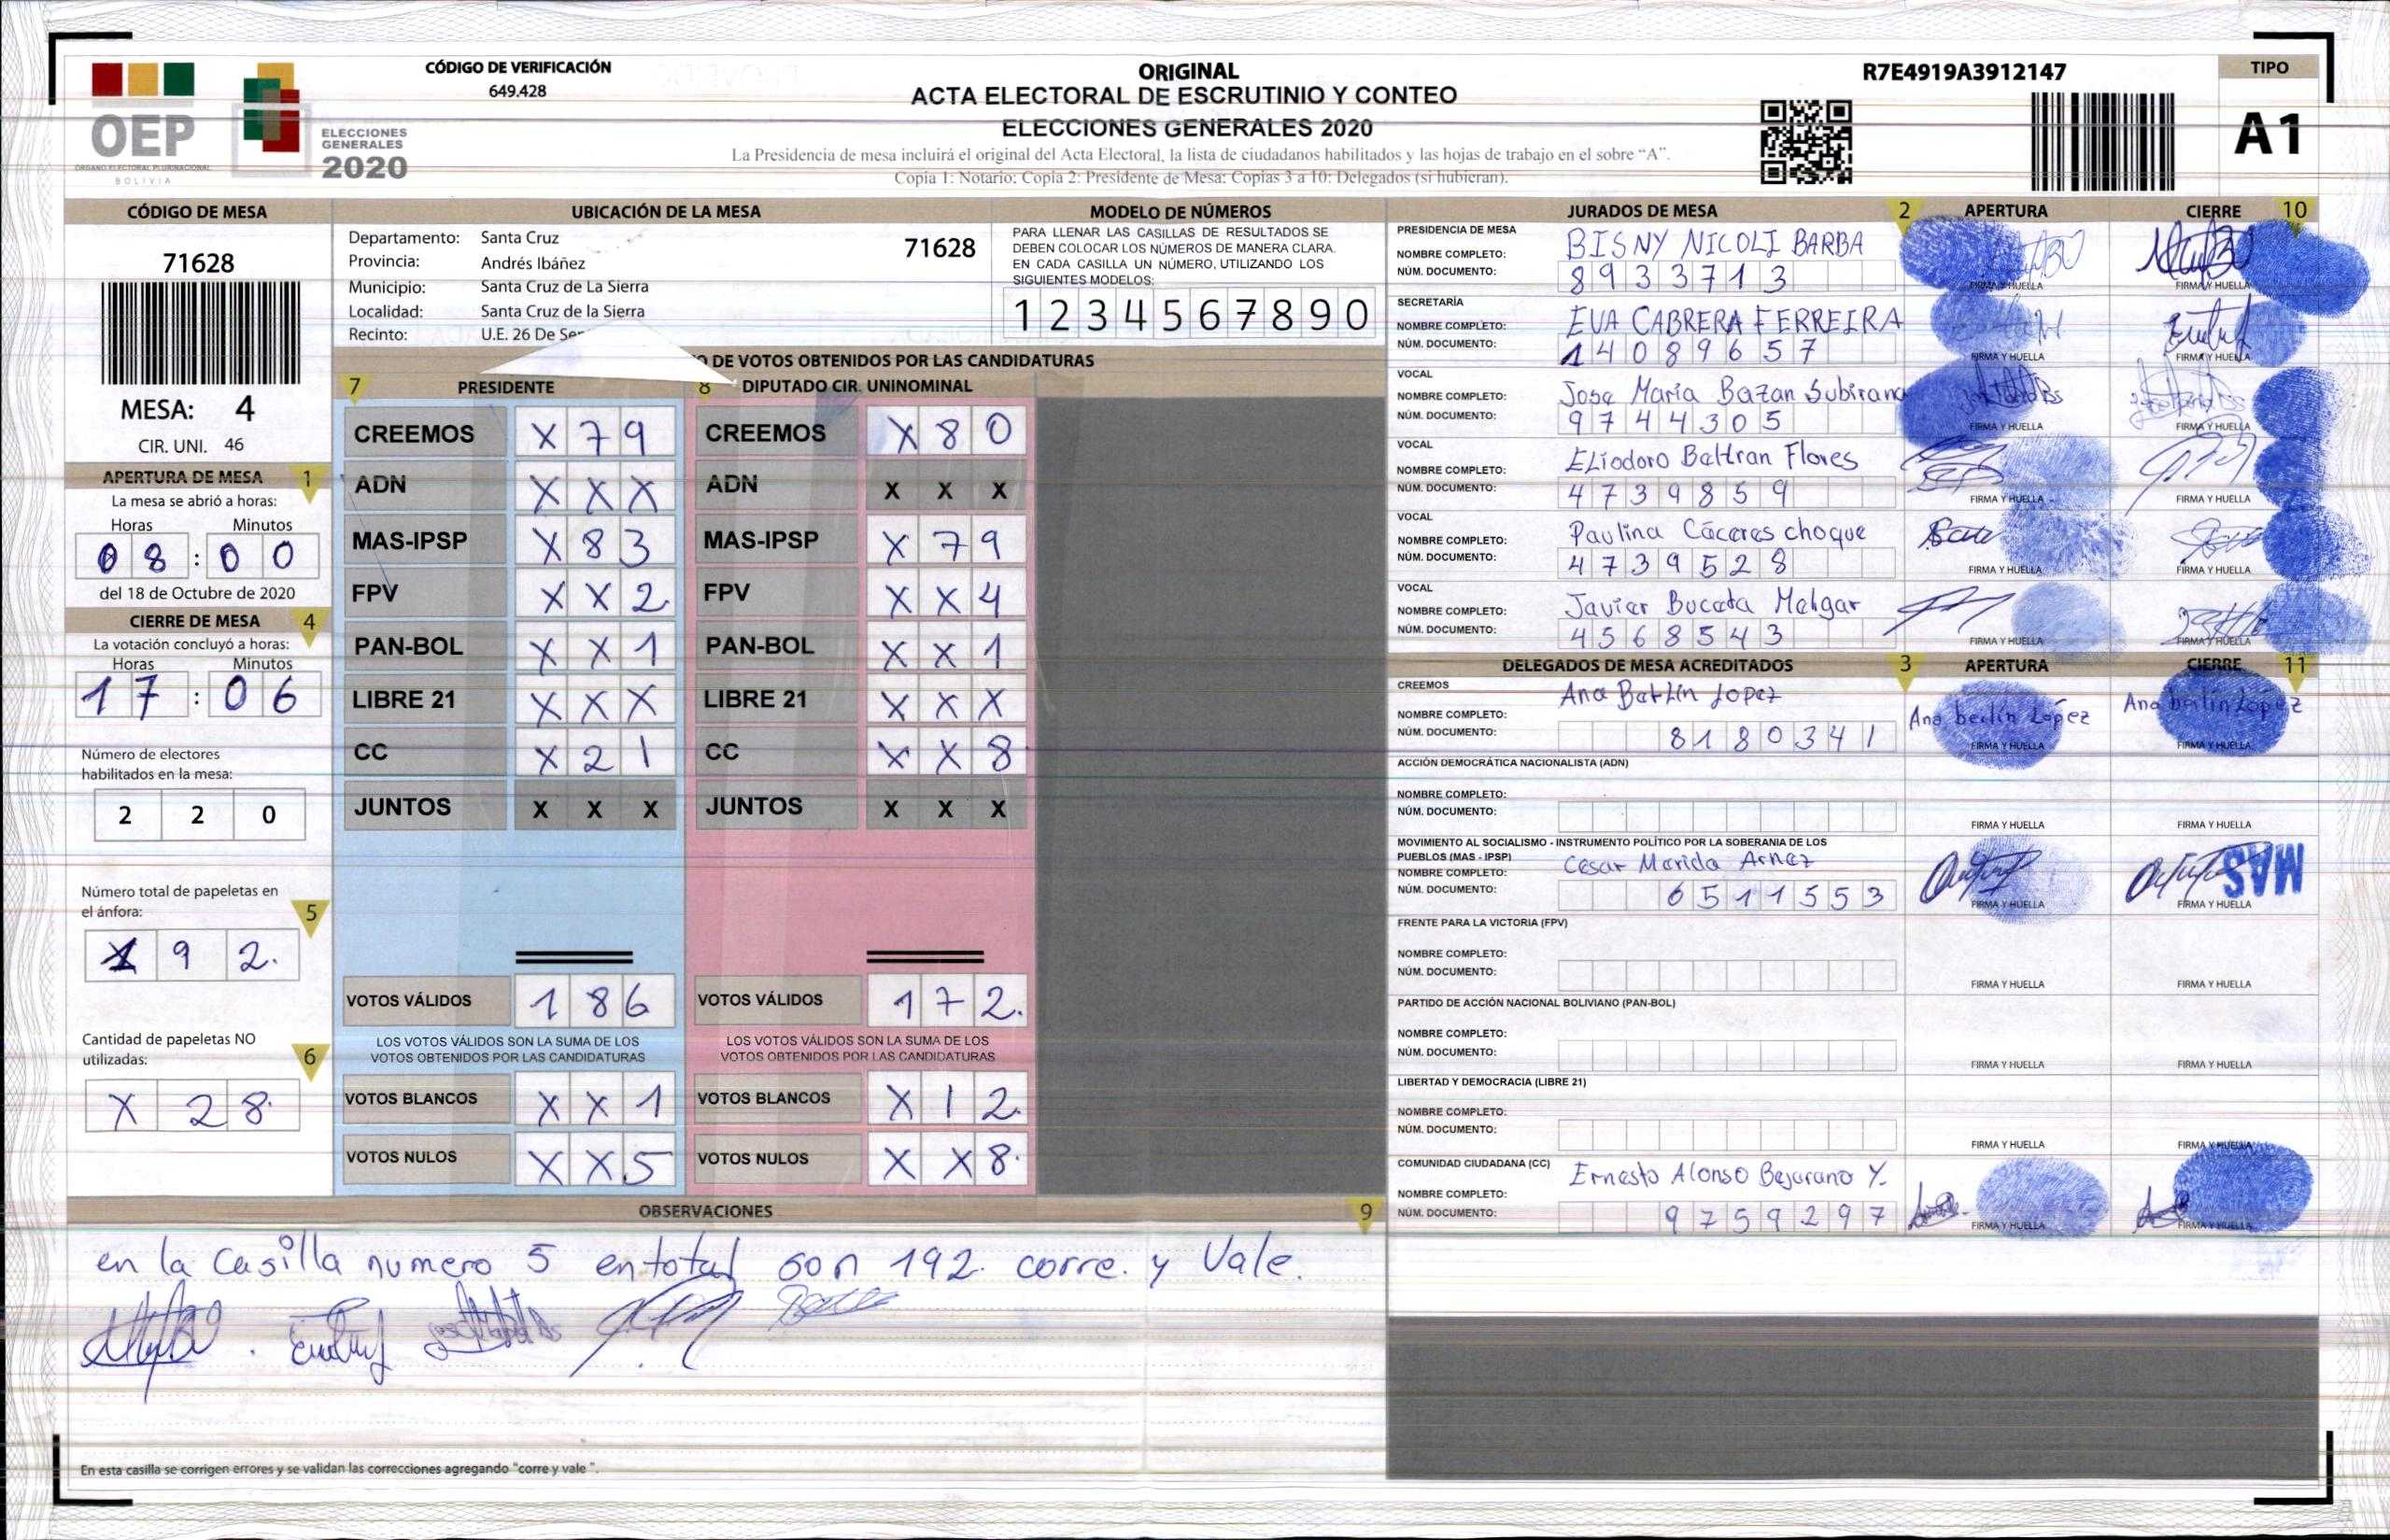 CÓDIGO DE VERIFICACIÓN
649.428
OEP
ÓRGANO ELECTORAL PLURINACIONAL
BOLIVIA
ELECCIONES
GENERALES
2020
ORIGINAL
ACTA ELECTORAL DE ESCRUTINIO Y CONTEO
ELECCIONES GENERALES 2020
La Presidencia de mesa incluirá el original del Acta Electoral, la lista de ciudadanos habilitados y las hojas de trabajo en el sobre “A”.
Copia 1: Notario: Copia 2: Presidente de Mesa: Copias 3 a 10: Delegados (si hubieran).
R7E4919A3912147
TIPO
A1
CÓDIGO DE MESA
71628
MESA: 4
CIR. UNI. 46
APERTURA DE MESA 1
La mesa se abrió a horas:
Horas Minutos
08 : 00
del 18 de Octubre de 2020
CIERRE DE MESA 4
La votación concluyó a horas:
Horas Minutos
17 : 06
Número de electores
habilitados en la mesa:
2 2 0
Número total de papeletas en
el ánfora: 5
1 9 2.
Cantidad de papeletas NO
utilizadas: 6
X 2 8.
UBICACIÓN DE LA MESA
Departamento: Santa Cruz
71628
Provincia: Andrés Ibáñez
Municipio: Santa Cruz de La Sierra
Localidad: Santa Cruz de la Sierra
Recinto: U.E. 26 De
MODELO DE NÚMEROS
PARA LLENAR LAS CASILLAS DE RESULTADOS SE
DEBEN COLOCAR LOS NÚMEROS DE MANERA CLARA.
EN CADA CASILLA UN NÚMERO, UTILIZANDO LOS
SIGUIENTES MODELOS:
1 2 3 4 5 6 7 8 9 0
DE VOTOS OBTENIDOS POR LAS CANDIDATURAS
7 PRESIDENTE 8 DIPUTADO CIR. UNINOMINAL
CREEMOS X 7 9 CREEMOS X 8 0
ADN X X X ADN X X X
MAS-IPSP X 8 3 MAS-IPSP X 7 9
FPV X X 2 FPV X X 4
PAN-BOL X X 1 PAN-BOL X X 1
LIBRE 21 X X X LIBRE 21 X X X
CC X 2 1 CC X X 8
JUNTOS X X X JUNTOS X X X
VOTOS VÁLIDOS 1 8 6 VOTOS VÁLIDOS 1 7 2.
LOS VOTOS VÁLIDOS SON LA SUMA DE LOS LOS VOTOS VÁLIDOS SON LA SUMA DE LOS
VOTOS OBTENIDOS POR LAS CANDIDATURAS VOTOS OBTENIDOS POR LAS CANDIDATURAS
VOTOS BLANCOS X X 1 VOTOS BLANCOS X 1 2.
VOTOS NULOS X X 5 VOTOS NULOS X X 8.
OBSERVACIONES 9
en la Casilla numero 5 en total son 192. corre. y Vale.
En esta casilla se corrigen errores y se validan las correcciones agregando "corre y vale ".
JURADOS DE MESA 2 APERTURA CIERRE 10
PRESIDENCIA DE MESA
NOMBRE COMPLETO: BISNY NICOLI BARBA
NÚM. DOCUMENTO: 8933713 FIRMA Y HUELLA FIRMA Y HUELLA
SECRETARÍA
NOMBRE COMPLETO: EVA CABRERA FERREIRA
NÚM. DOCUMENTO: 14089657 FIRMA Y HUELLA FIRMA Y HUELLA
VOCAL
NOMBRE COMPLETO: Jose Maria Bazan Subirana
NÚM. DOCUMENTO: 9744305 FIRMA Y HUELLA FIRMA Y HUELLA
VOCAL
NOMBRE COMPLETO: Eliodoro Beltran Flores
NÚM. DOCUMENTO: 4739859 FIRMA Y HUELLA FIRMA Y HUELLA
VOCAL
NOMBRE COMPLETO: Paulina Cáceres choque
NÚM. DOCUMENTO: 4739528 FIRMA Y HUELLA FIRMA Y HUELLA
VOCAL
NOMBRE COMPLETO: Javier Melgar
NÚM. DOCUMENTO: 4568543 FIRMA Y HUELLA FIRMA Y HUELLA
DELEGADOS DE MESA ACREDITADOS 3 APERTURA CIERRE 11
CREEMOS
NOMBRE COMPLETO: Ana Lopez Ana López Ana López
NÚM. DOCUMENTO: 8180341 FIRMA Y HUELLA FIRMA Y HUELLA
ACCIÓN DEMOCRÁTICA NACIONALISTA (ADN)
NOMBRE COMPLETO:
NÚM. DOCUMENTO: FIRMA Y HUELLA FIRMA Y HUELLA
MOVIMIENTO AL SOCIALISMO - INSTRUMENTO POLÍTICO POR LA SOBERANIA DE LOS
PUEBLOS (MAS - IPSP)
NOMBRE COMPLETO: Cesar Merida Arnez MAS
NÚM. DOCUMENTO: 6511553 FIRMA Y HUELLA FIRMA Y HUELLA
FRENTE PARA LA VICTORIA (FPV)
NOMBRE COMPLETO:
NÚM. DOCUMENTO: FIRMA Y HUELLA FIRMA Y HUELLA
PARTIDO DE ACCIÓN NACIONAL BOLIVIANO (PAN-BOL)
NOMBRE COMPLETO:
NÚM. DOCUMENTO: FIRMA Y HUELLA FIRMA Y HUELLA
LIBERTAD Y DEMOCRACIA (LIBRE 21)
NOMBRE COMPLETO:
NÚM. DOCUMENTO: FIRMA Y HUELLA FIRMA Y HUELLA
COMUNIDAD CIUDADANA (CC)
NOMBRE COMPLETO: Ernesto Alonso Bejarano Y.
NÚM. DOCUMENTO: 9759297 FIRMA Y HUELLA FIRMA Y HUELLA